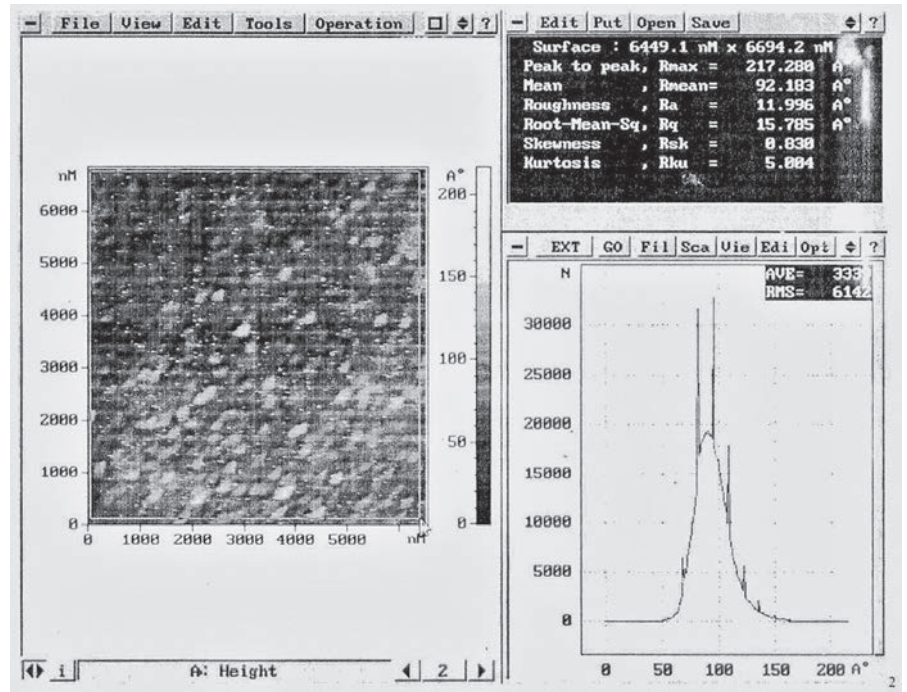 File View Edit Tools Operation ?
Edit Put Open Save ?
Surface : 6449.1 nM x 6694.2 nM
Peak to peak, Rmax = 217.280 A°
Mean , Rmean= 92.183 A°
Roughness , Ra = 11.996 A°
Root-Mean-Sq, Rq = 15.785 A°
Skewness , Rsk = 0.830
Kurtosis , Rku = 5.004
nM
6000
5000
4000
3000
2000
1000
0
0 1000 2000 3000 4000 5000 nM
A°
200
150
100
50
0
EXT GO Fil Sca Vie Edi Opt ?
N
AVE= 3339
RMS= 6142
30000
25000
20000
15000
10000
5000
0
0 50 100 150 200 A°
i A: Height 2
2